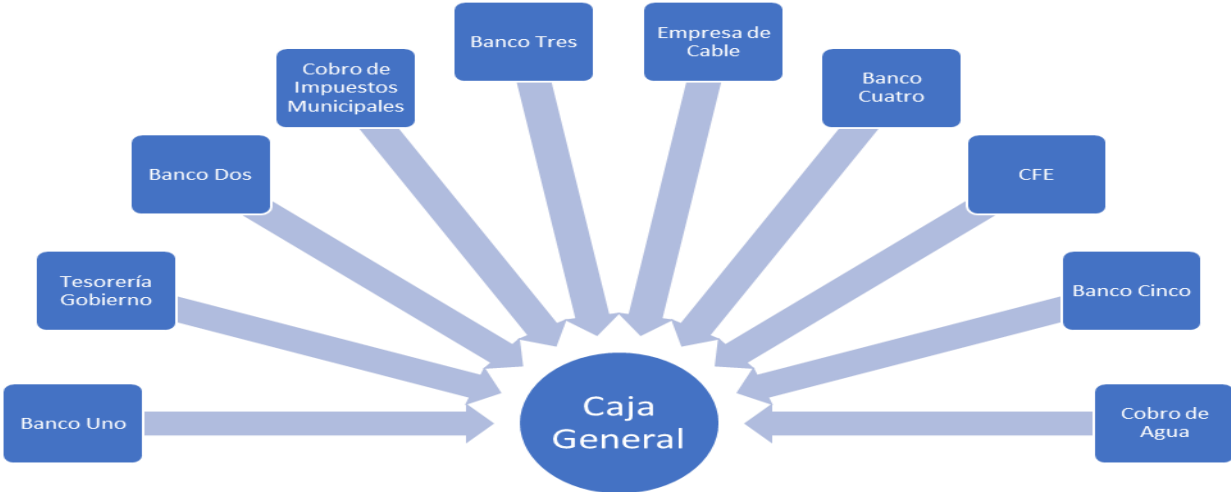 Banco Tres
Empresa de
Cable
Cobro de
Impuestos
Municipales
Banco
Cuatro
Banco Dos
CFE
Tesorería
Gobierno
Banco Cinco
Banco Uno
Caja
General
Cobro de
Agua